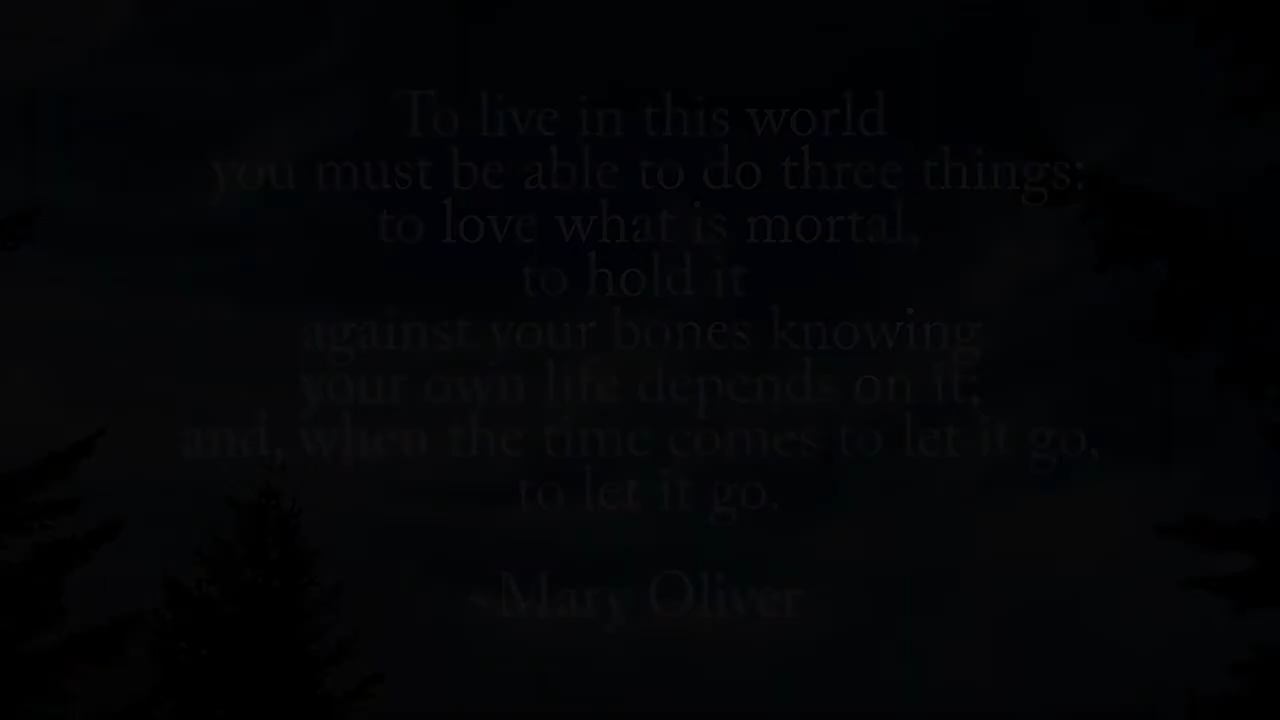 To live in this world
you must be able to do three things:
to love what is mortal,
to hold it
against your bones knowing
your own life depends on it;
and, when the time comes to let it go,
to let it go.
~Mary Oliver